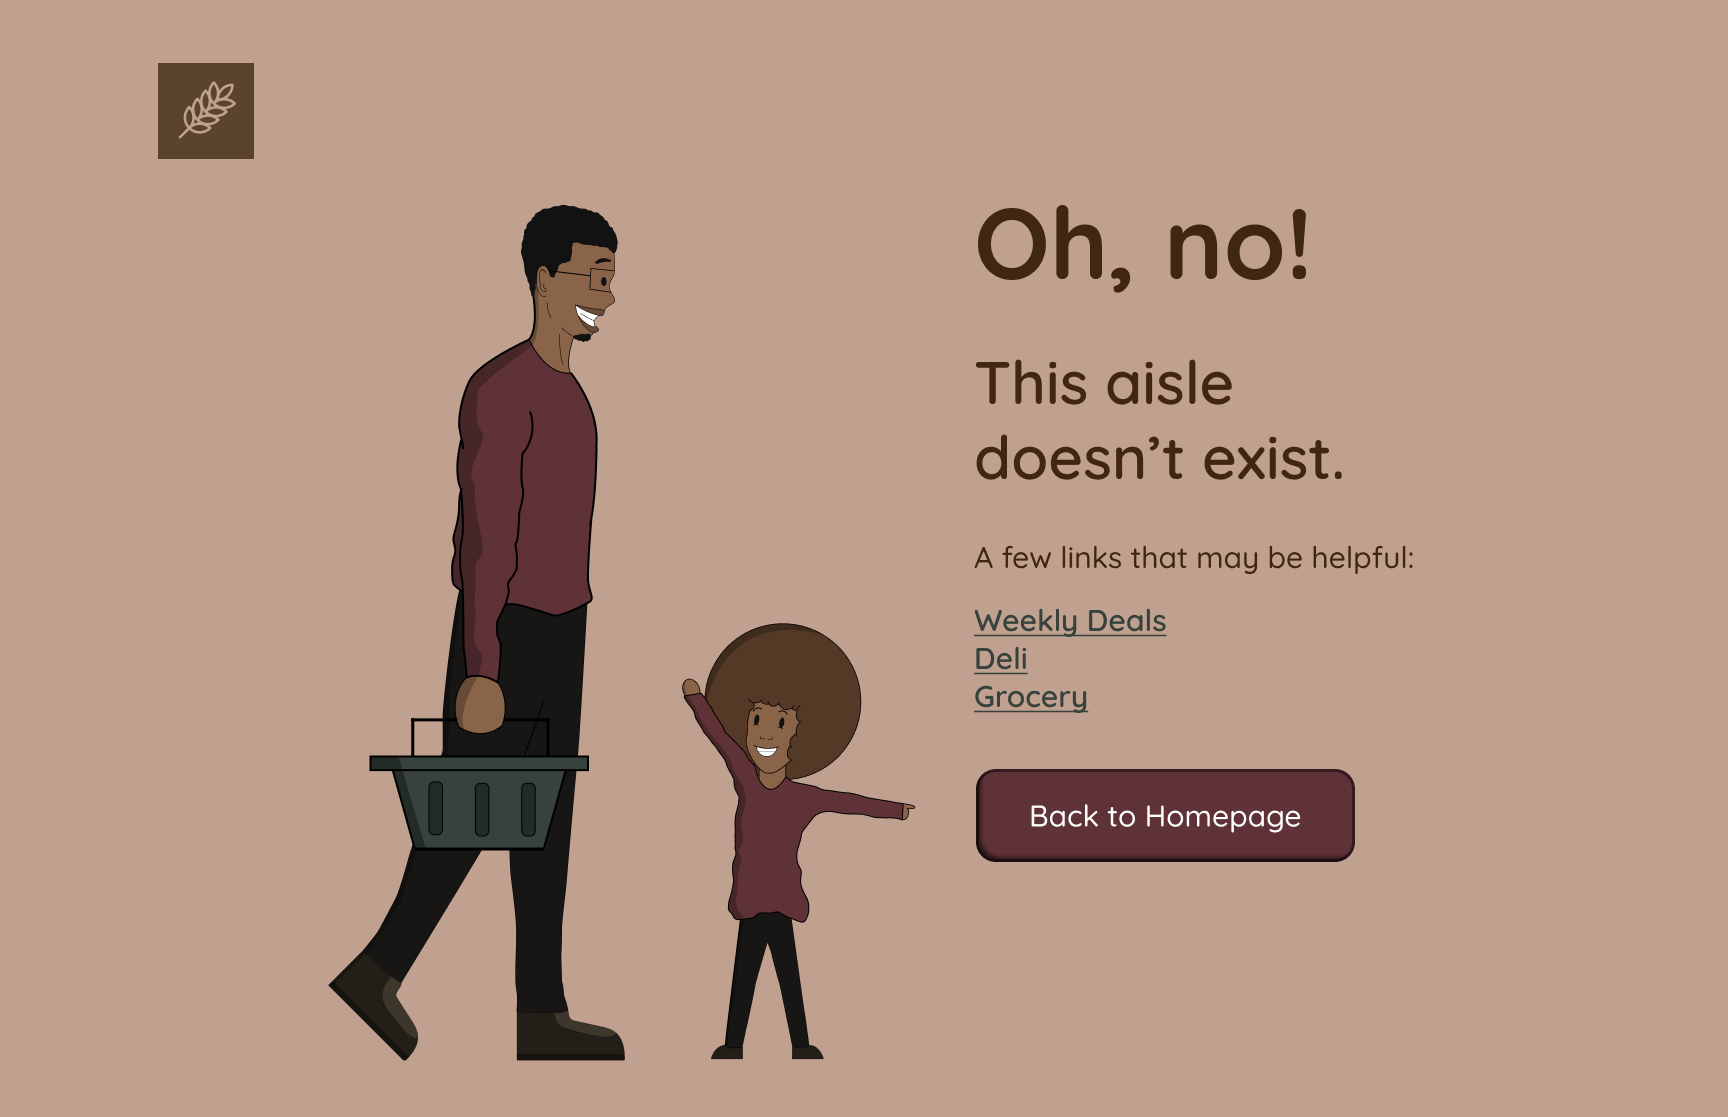 Oh, no!
This aisle
doesn’t exist.
A few links that may be helpful:
Weekly Deals
Deli
Grocery
Back to Homepage